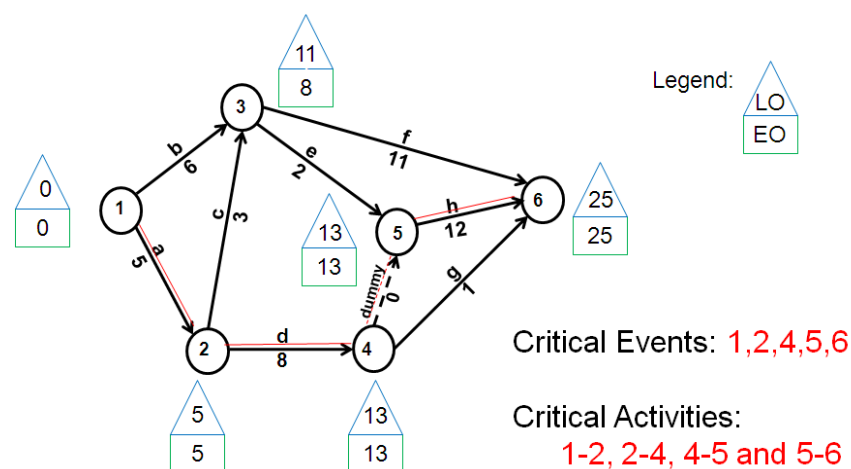 11
8
Legend:
LO
EO
3
b
6
f
11
e
2
0
0
1
c
3
6
25
25
h
12
5
13
13
a
5
dummy
0
g
1
2
d
8
4
Critical Events: 1,2,4,5,6
5
5
13
13
Critical Activities:
1-2, 2-4, 4-5 and 5-6